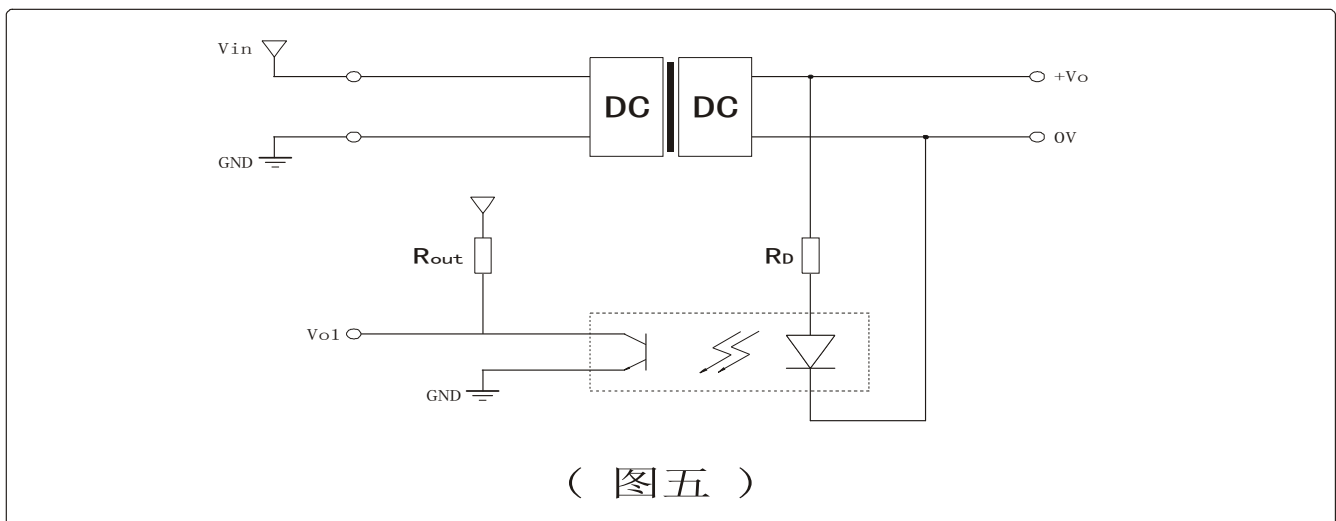 Vin
DC DC
+Vo
0V
GND
Rout
RD
Vo1
GND
( 图五 )